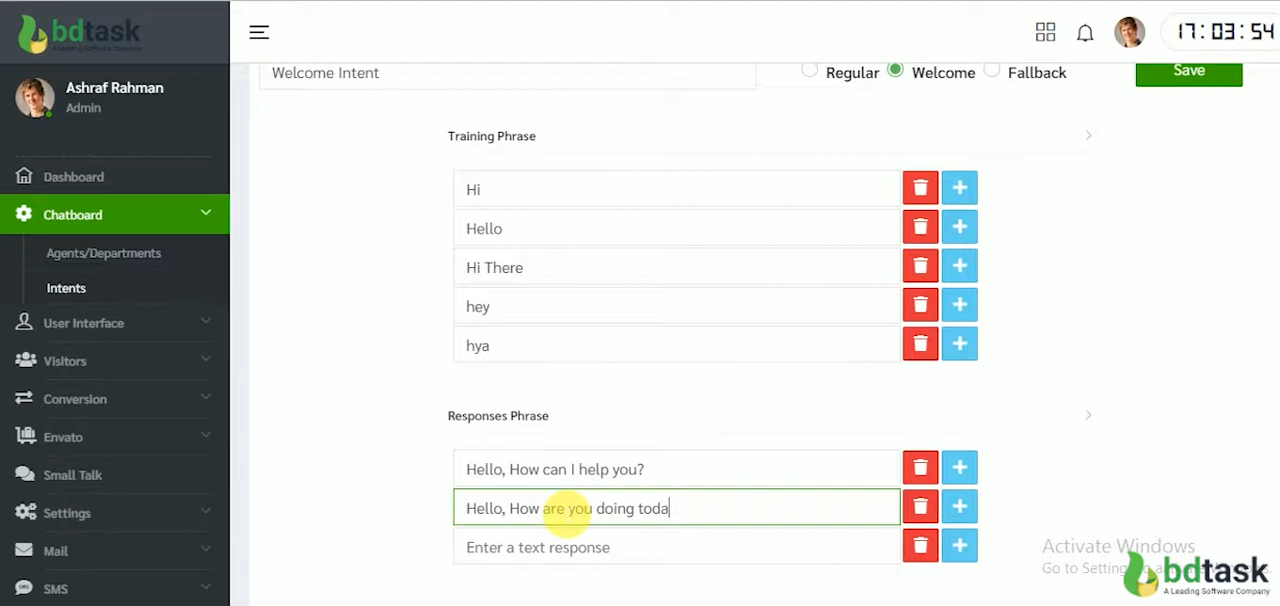 bdtask
A Leading Software Company
17:03:54
Ashraf Rahman
Admin
Dashboard
Chatboard
Agents/Departments
Intents
User Interface
Visitors
Conversion
Envato
Small Talk
Settings
Mail
SMS
Welcome Intent
Regular
Welcome
Fallback
Save
Training Phrase
Hi
Hello
Hi There
hey
hya
Responses Phrase
Hello, How can I help you?
Hello, How are you doing toda
Enter a text response
Activate Windows
Go to Setting
bdtask
A Leading Software Company